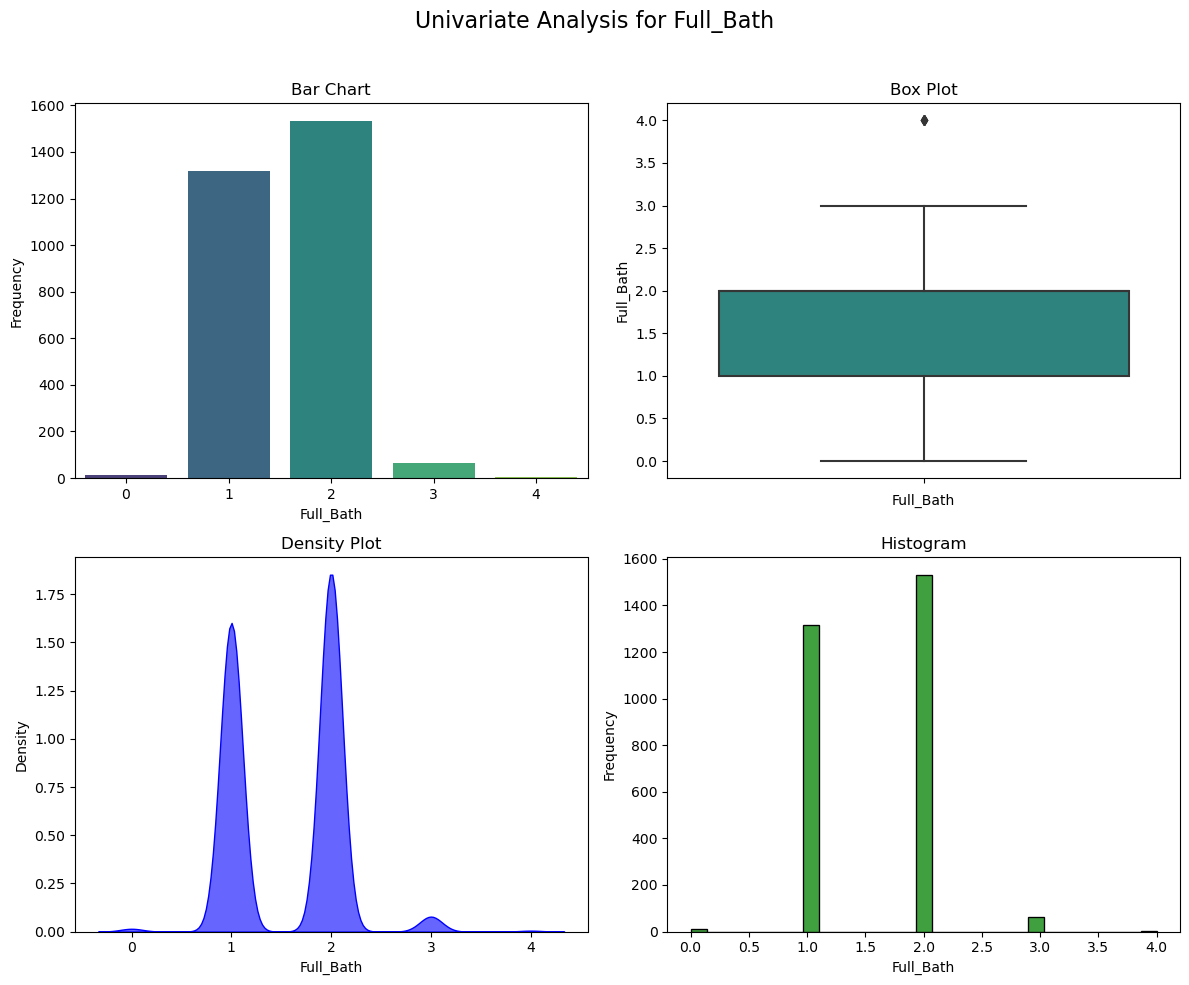 Univariate Analysis for Full_Bath
Bar Chart
1600
1400
1200
1000
800
600
400
200
0
Frequency
0 1 2 3 4
Full_Bath
Box Plot
4.0
3.5
3.0
2.5
2.0
1.5
1.0
0.5
0.0
Full_Bath
Full_Bath
Density Plot
1.75
1.50
1.25
1.00
0.75
0.50
0.25
0.00
Density
0 1 2 3 4
Full_Bath
Histogram
1600
1400
1200
1000
800
600
400
200
0
Frequency
0.0 0.5 1.0 1.5 2.0 2.5 3.0 3.5 4.0
Full_Bath